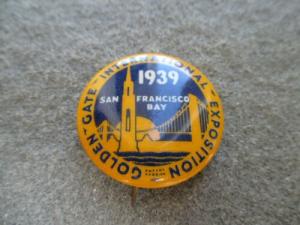 GOLDEN-GATE-INTERNATIONAL-EXPOSITION
1939
SAN FRANCISCO
BAY